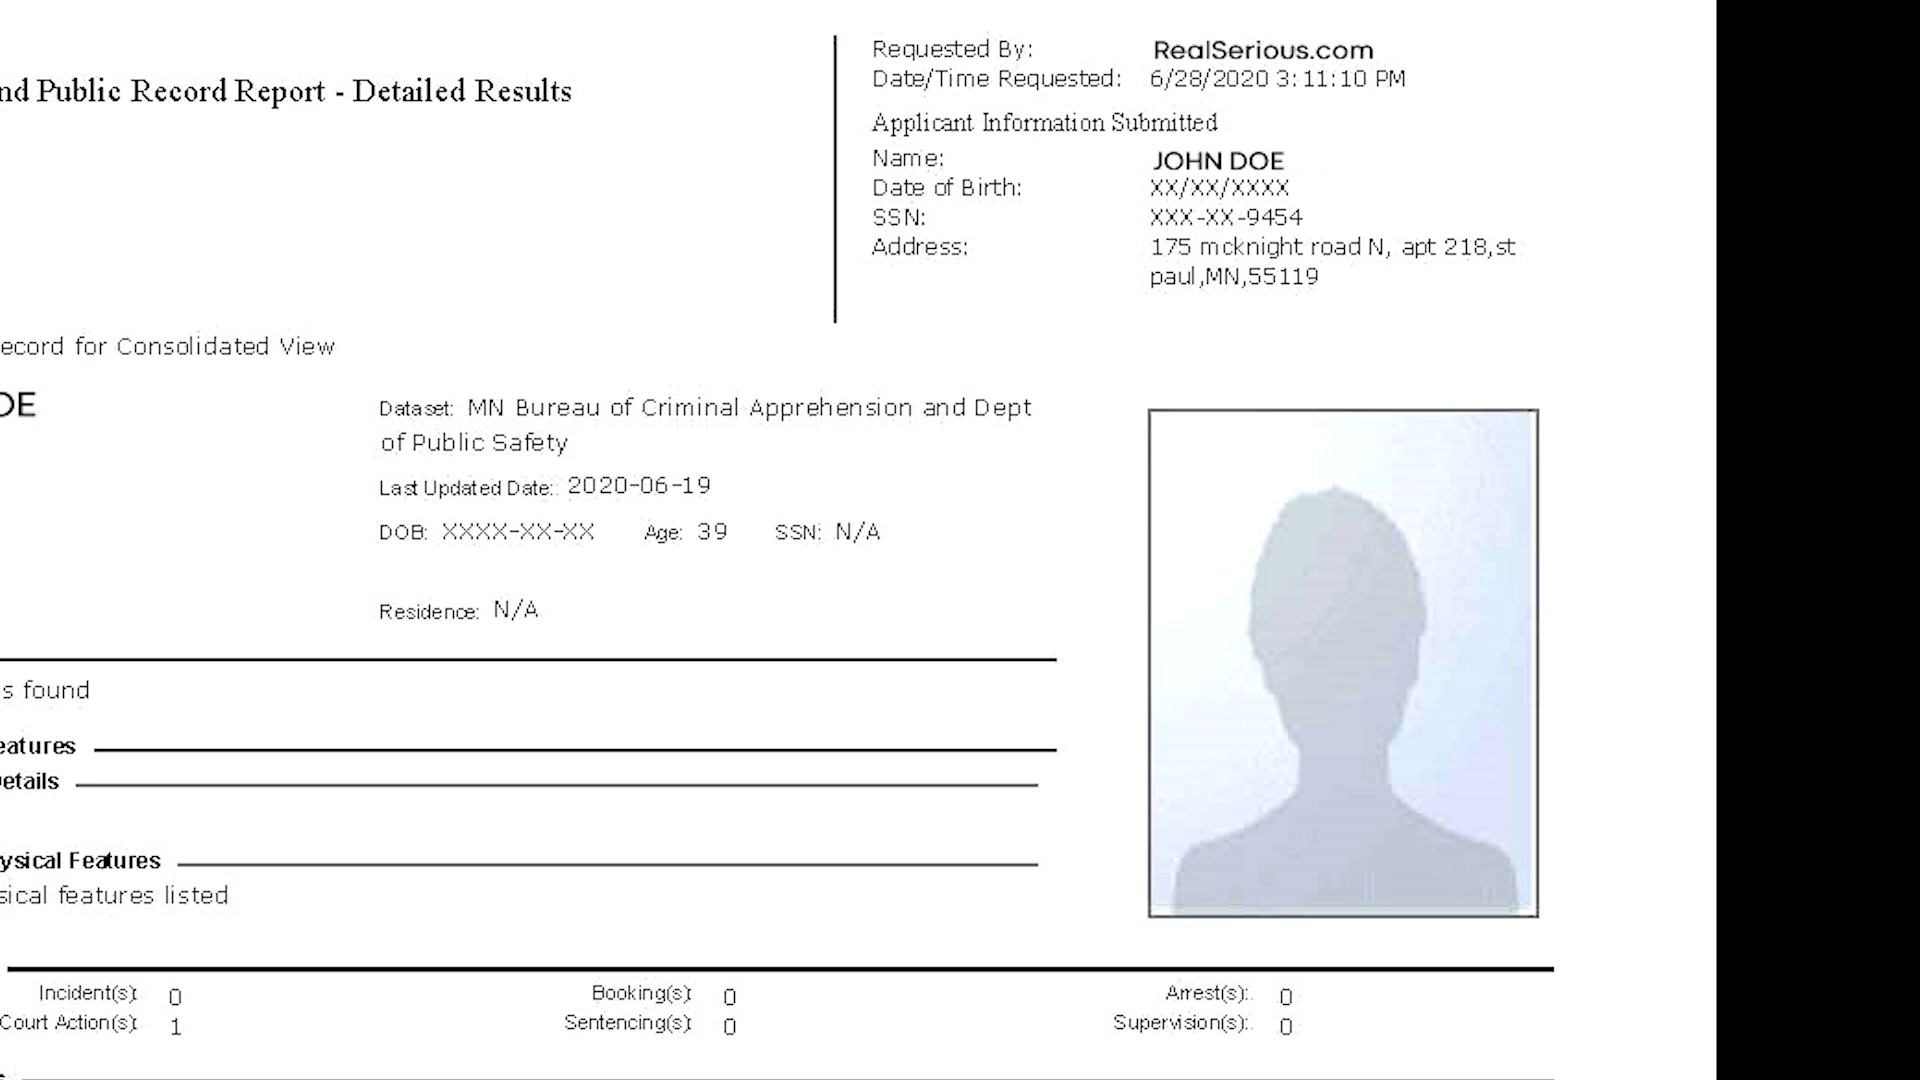 nd Public Record Report - Detailed Results
Requested By: RealSerious.com
Date/Time Requested: 6/28/2020 3:11:10 PM
Applicant Information Submitted
Name: JOHN DOE
Date of Birth: XX/XX/XXXX
SSN: XXX-XX-9454
Address: 175 mcknight road N, apt 218,st
paul,MN,55119
ecord for Consolidated View
OE
Dataset: MN Bureau of Criminal Apprehension and Dept
of Public Safety
Last Updated Date: 2020-06-19
DOB: XXXX-XX-XX Age: 39 SSN: N/A
Residence: N/A
s found
eatures
etails
ysical Features
sical features listed
Incident(s): 0 Booking(s): 0 Arrest(s): 0
Court Action(s): 1 Sentencing(s): 0 Supervision(s): 0